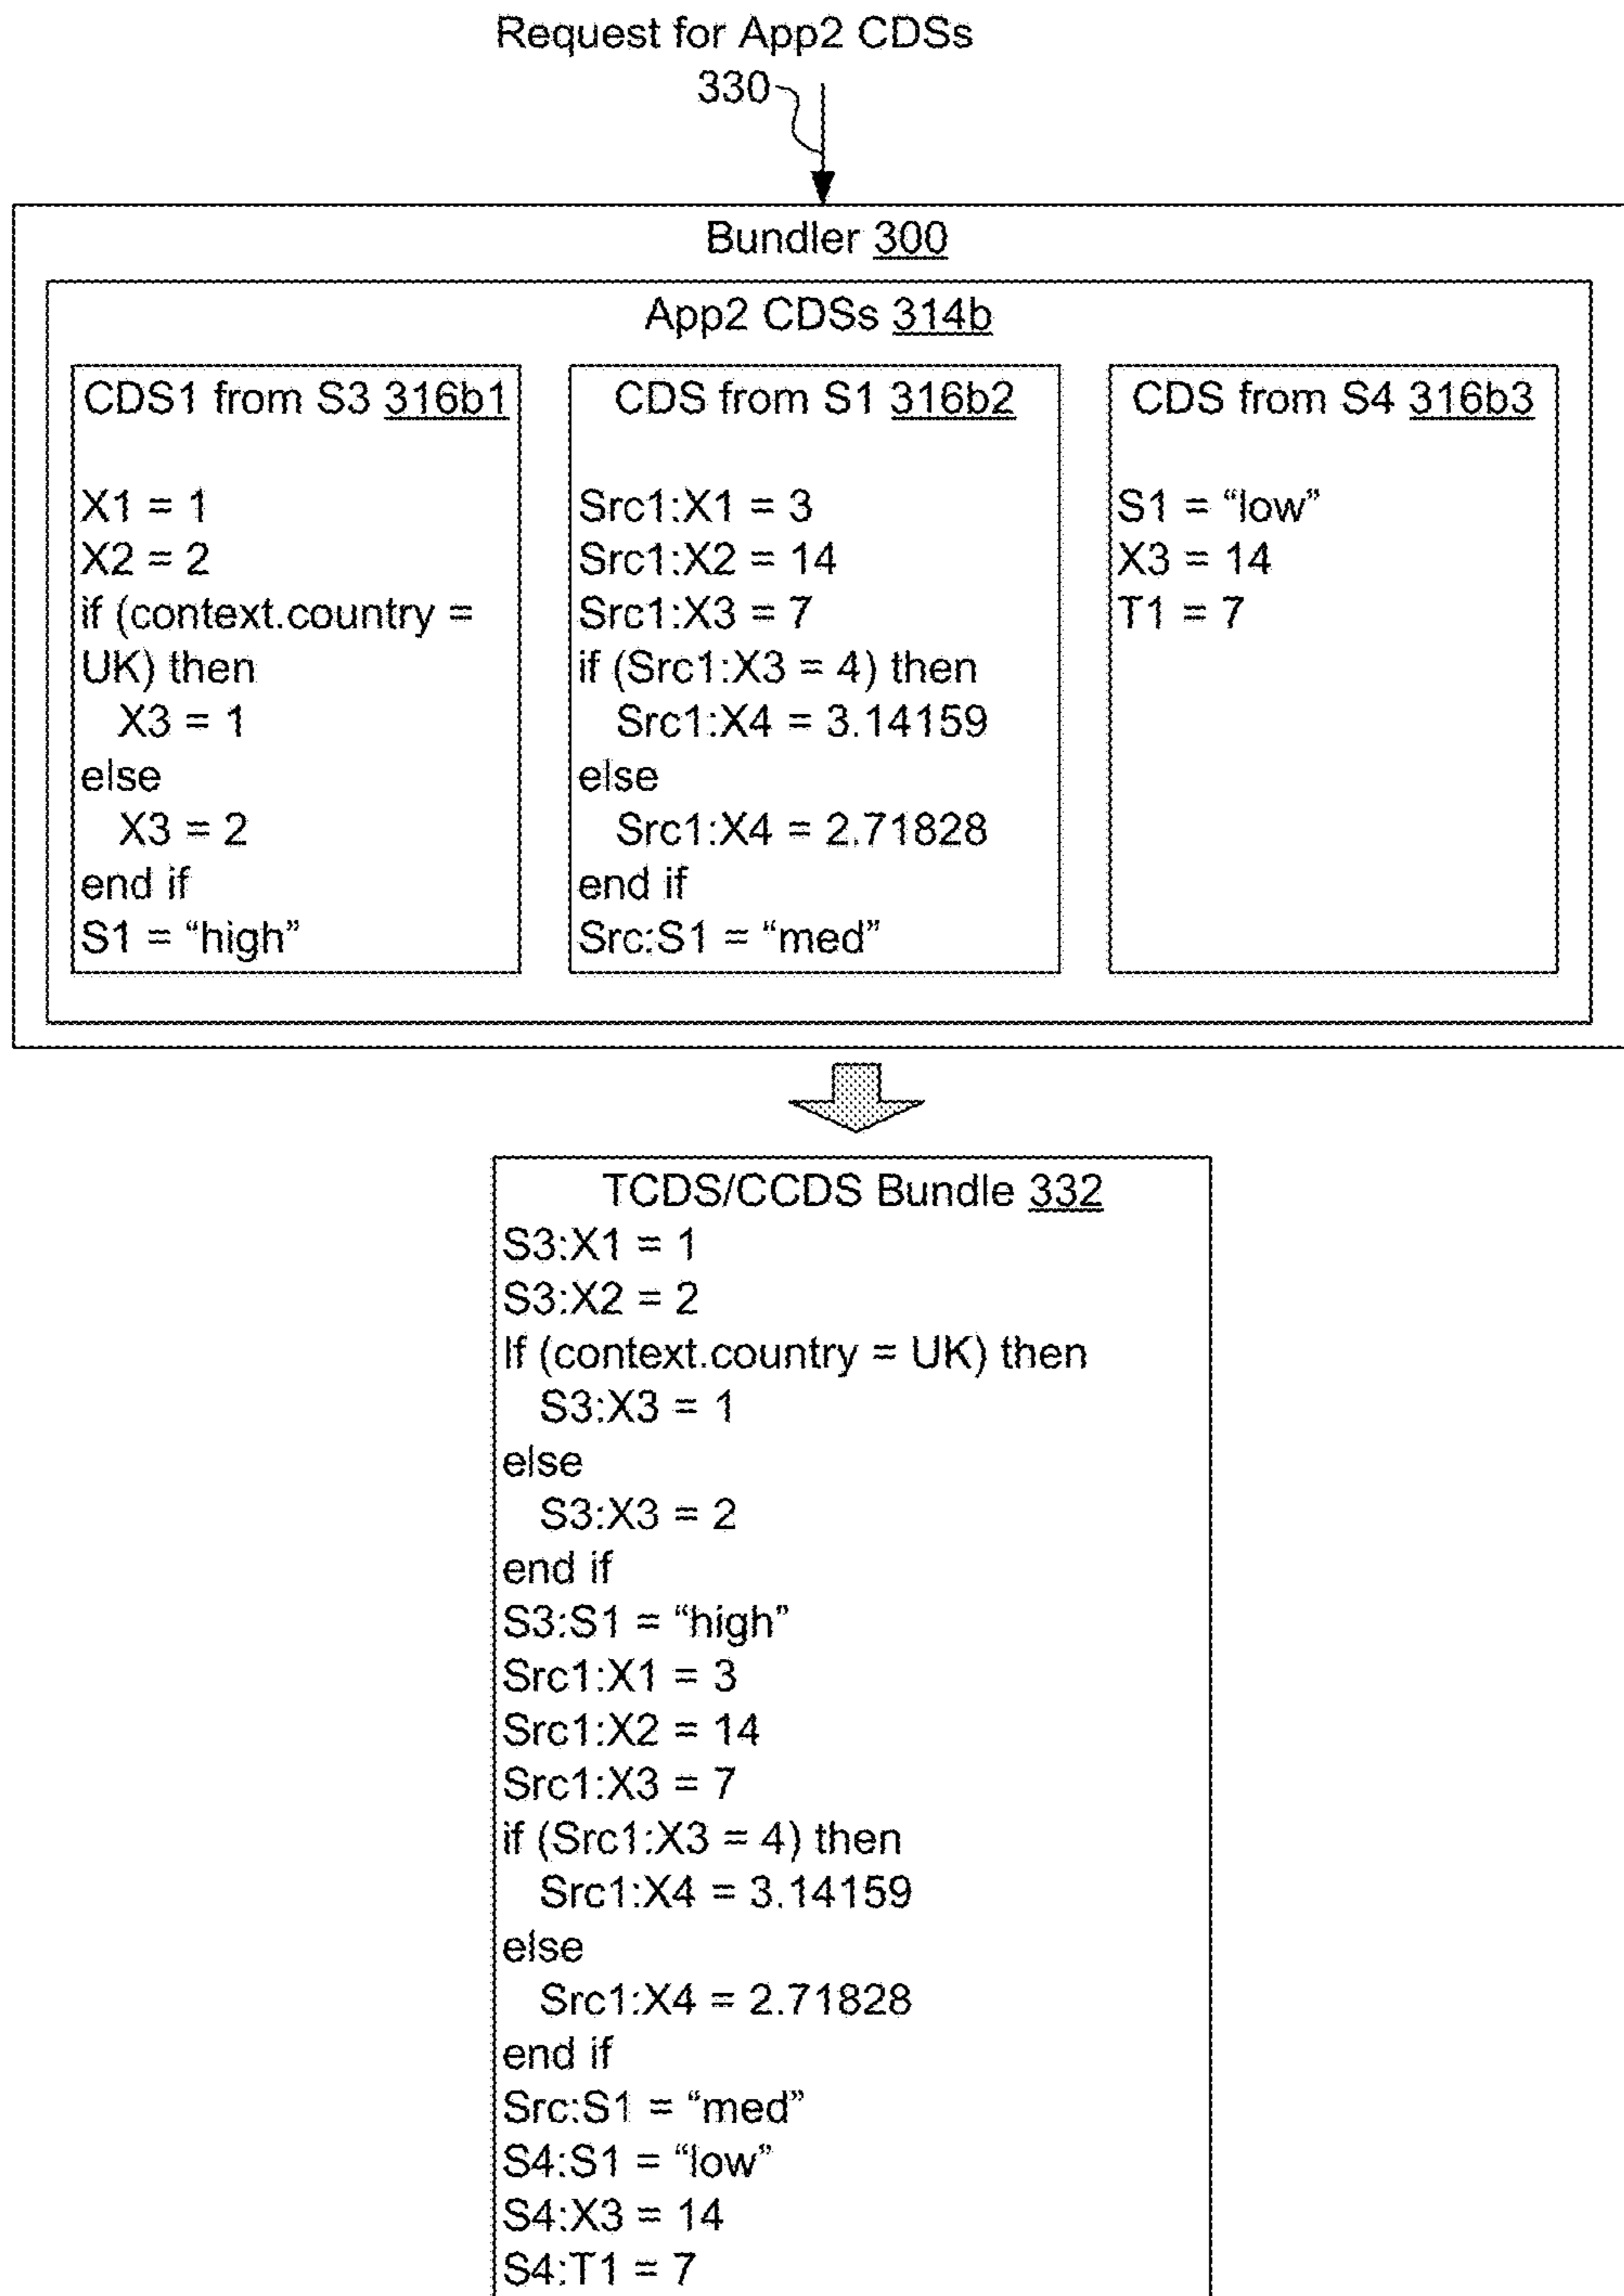 Request for App2 CDSs
330
Bundler 300
App2 CDSs 314b
CDS1 from S3 316b1
X1 = 1
X2 = 2
if (context.country =
UK) then
X3 = 1
else
X3 = 2
end if
S1 = “high”
CDS from S1 316b2
Src1:X1 = 3
Src1:X2 = 14
Src1:X3 = 7
if (Src1:X3 = 4) then
Src1:X4 = 3.14159
else
Src1:X4 = 2.71828
end if
Src:S1 = “med”
CDS from S4 316b3
S1 = “low”
X3 = 14
T1 = 7
TCDS/CCDS Bundle 332
S3:X1 = 1
S3:X2 = 2
If (context.country = UK) then
S3:X3 = 1
else
S3:X3 = 2
end if
S3:S1 = “high”
Src1:X1 = 3
Src1:X2 = 14
Src1:X3 = 7
if (Src1:X3 = 4) then
Src1:X4 = 3.14159
else
Src1:X4 = 2.71828
end if
Src:S1 = “med”
S4:S1 = “low”
S4:X3 = 14
S4:T1 = 7